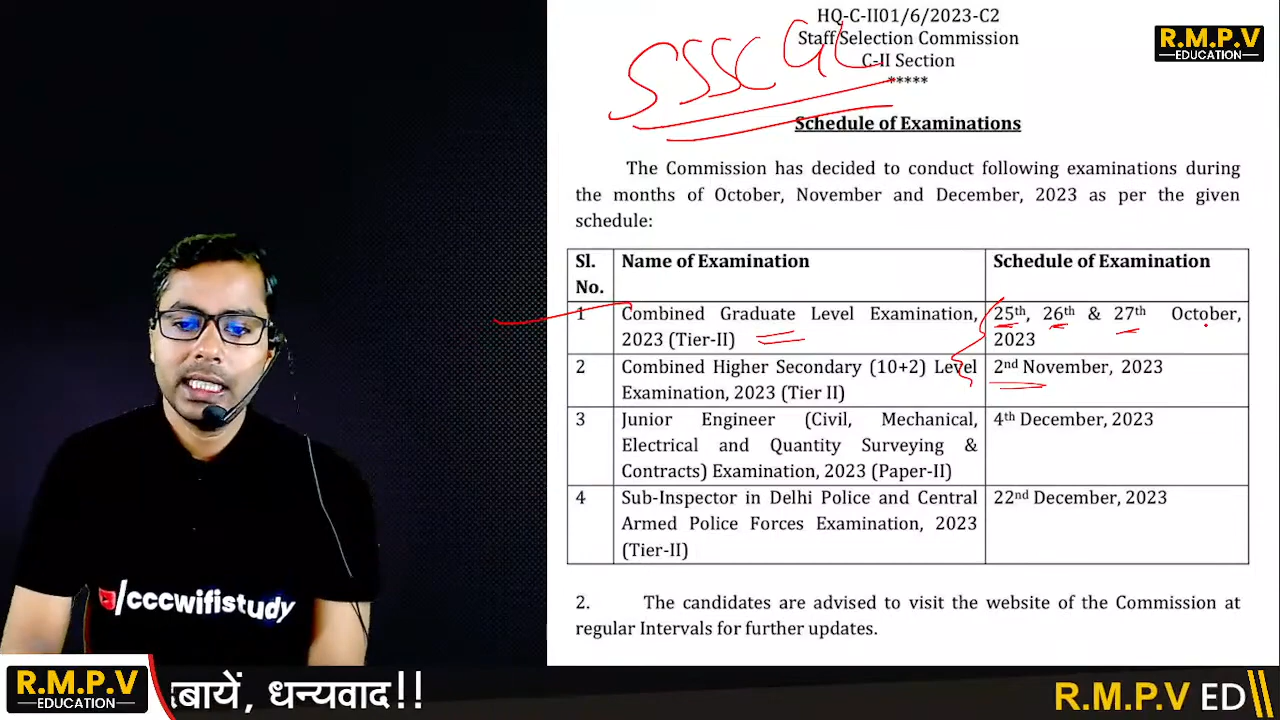 HQ-C-II01/6/2023-C2
Staff Selection Commission
C-II Section
*****
SSSC GL
R.M.P.V
EDUCATION
Schedule of Examinations
The Commission has decided to conduct following examinations during
the months of October, November and December, 2023 as per the given
schedule:
Sl. No. Name of Examination Schedule of Examination
1 Combined Graduate Level Examination, 25th, 26th & 27th October,
2023 (Tier-II) 2023
2 Combined Higher Secondary (10+2) Level 2nd November, 2023
Examination, 2023 (Tier II)
3 Junior Engineer (Civil, Mechanical, 4th December, 2023
Electrical and Quantity Surveying &
Contracts) Examination, 2023 (Paper-II)
4 Sub-Inspector in Delhi Police and Central 22nd December, 2023
Armed Police Forces Examination, 2023
(Tier-II)
2. The candidates are advised to visit the website of the Commission at
regular Intervals for further updates.
/cccwifistudy
R.M.P.V
EDUCATION
दबायें, धन्यवाद!!
R.M.P.V ED